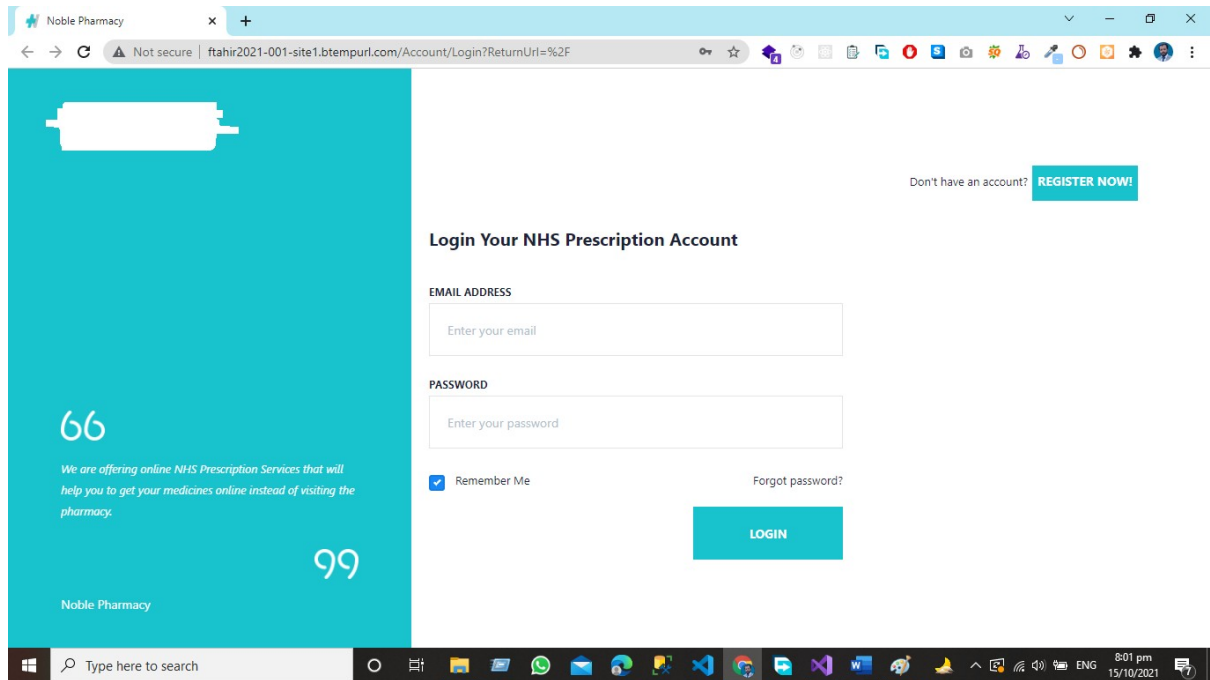 Noble Pharmacy
Not secure | ftahir2021-001-site1.btempurl.com/Account/Login?ReturnUrl=%2F
4
Don't have an account? REGISTER NOW!
Login Your NHS Prescription Account
EMAIL ADDRESS
Enter your email
PASSWORD
Enter your password
Remember Me Forgot password?
LOGIN
66
We are offering online NHS Prescription Services that will
help you to get your medicines online instead of visiting the
pharmacy.
99
Noble Pharmacy
Type here to search
ENG
8:01 pm
15/10/2021
7